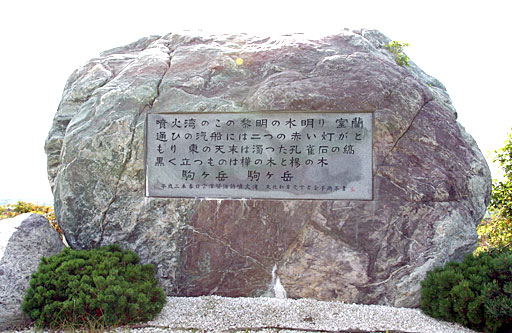 噴火湾のこの黎明の水明り 室蘭
通ひの汽船には二つの赤い灯がと
もり 東の天末は濁つた孔雀石の縞
黒く立つものは樺の木と楊の木
駒ヶ岳 駒ヶ岳